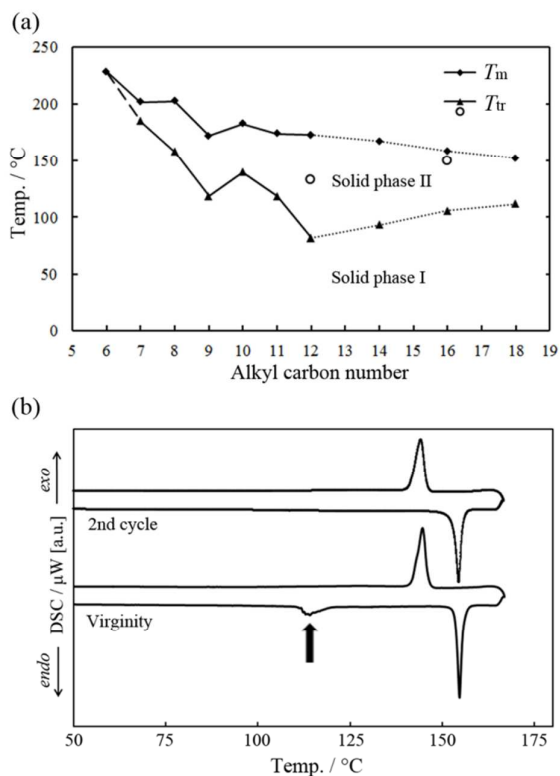 (a)
250
200
150
100
50
0
Temp. / °C
Tm
Ttr
Solid phase II
Solid phase I
5 6 7 8 9 10 11 12 13 14 15 16 17 18 19
Alkyl carbon number
(b)
exo
DSC / μW [a.u.]
endo
2nd cycle
Virginity
50 75 100 125 150 175
Temp. / °C